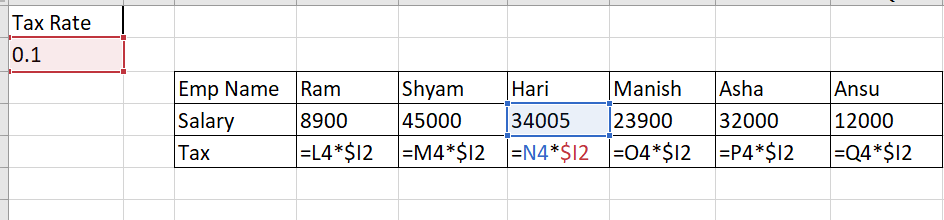 Tax Rate
0.1
Emp Name Ram Shyam Hari Manish Asha Ansu
Salary 8900 45000 34005 23900 32000 12000
Tax =L4*$I2 =M4*$I2 =N4*$I2 =O4*$I2 =P4*$I2 =Q4*$I2